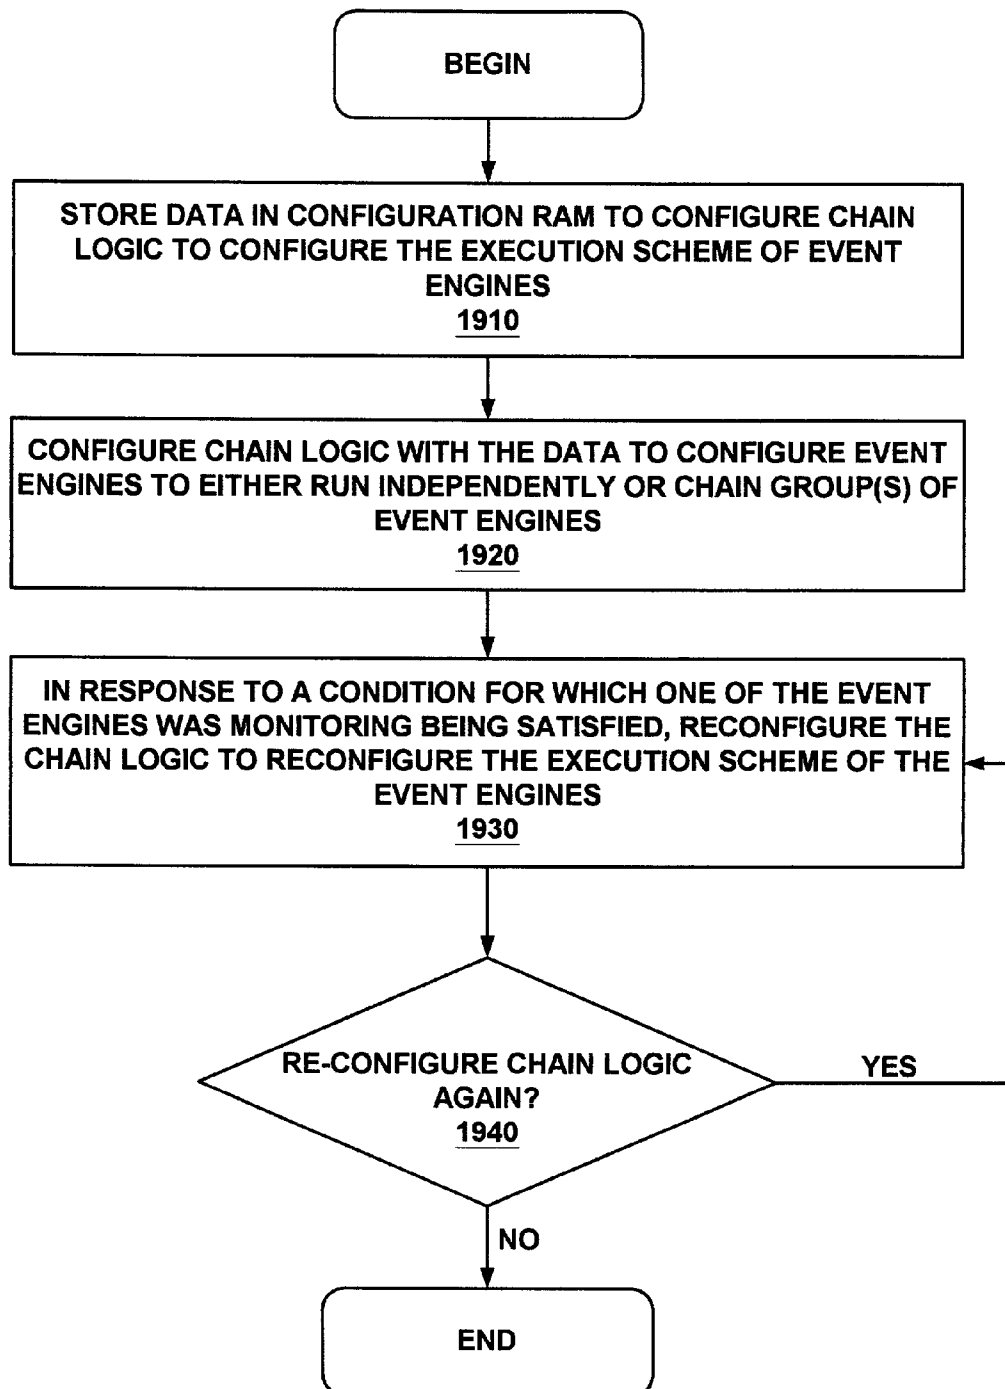 BEGIN
STORE DATA IN CONFIGURATION RAM TO CONFIGURE CHAIN
LOGIC TO CONFIGURE THE EXECUTION SCHEME OF EVENT
ENGINES
1910
CONFIGURE CHAIN LOGIC WITH THE DATA TO CONFIGURE EVENT
ENGINES TO EITHER RUN INDEPENDENTLY OR CHAIN GROUP(S) OF
EVENT ENGINES
1920
IN RESPONSE TO A CONDITION FOR WHICH ONE OF THE EVENT
ENGINES WAS MONITORING BEING SATISFIED, RECONFIGURE THE
CHAIN LOGIC TO RECONFIGURE THE EXECUTION SCHEME OF THE
EVENT ENGINES
1930
RE-CONFIGURE CHAIN LOGIC
AGAIN?
1940
YES
NO
END